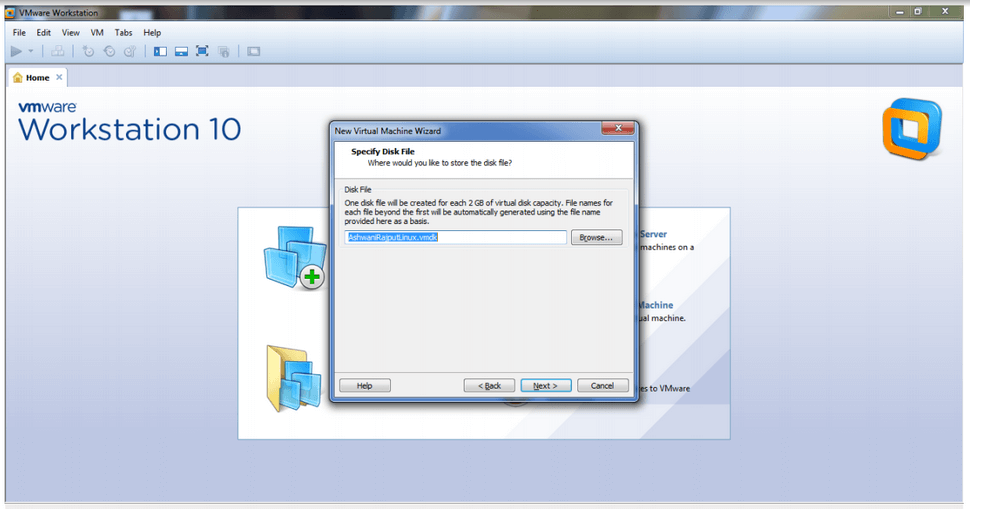 VMware Workstation
File Edit View VM Tabs Help
Home
vmware
Workstation 10
New Virtual Machine Wizard
Specify Disk File
Where would you like to store the disk file?
Disk File
One disk file will be created for each 2 GB of virtual disk capacity. File names for
each file beyond the first will be automatically generated using the file name
provided here as a basis.
AshwaniRajputLinux.vmdk
Browse...
Server
machines on a
Machine
machine.
to VMware
Help
< Back
Next >
Cancel